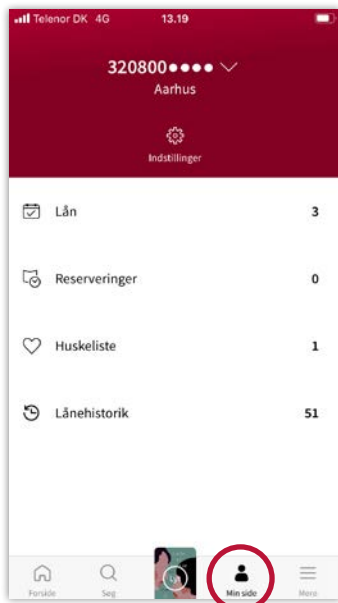 Telenor DK 4G 13.19
320800●●●●
Aarhus
Indstillinger
Lån 3
Reserveringer 0
Huskeliste 1
Lånehistorik 51
Lyt
Forside Søg Min side Mere